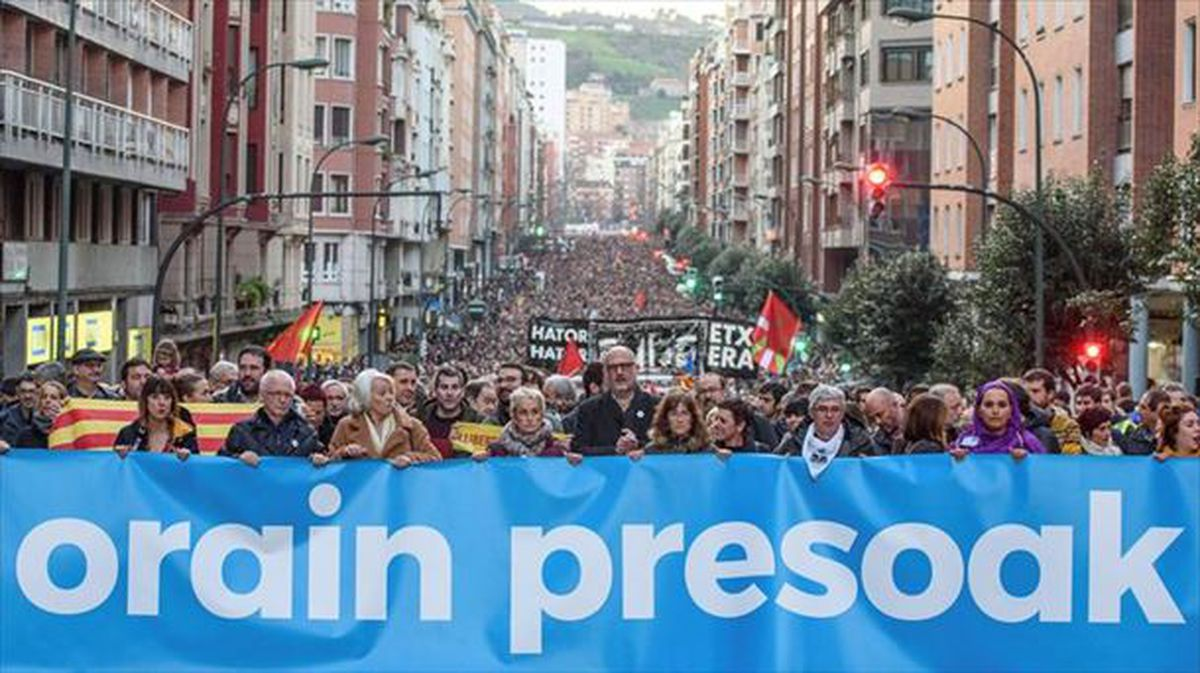 HATOR
HATOR
ETX
ERA
orain presoak